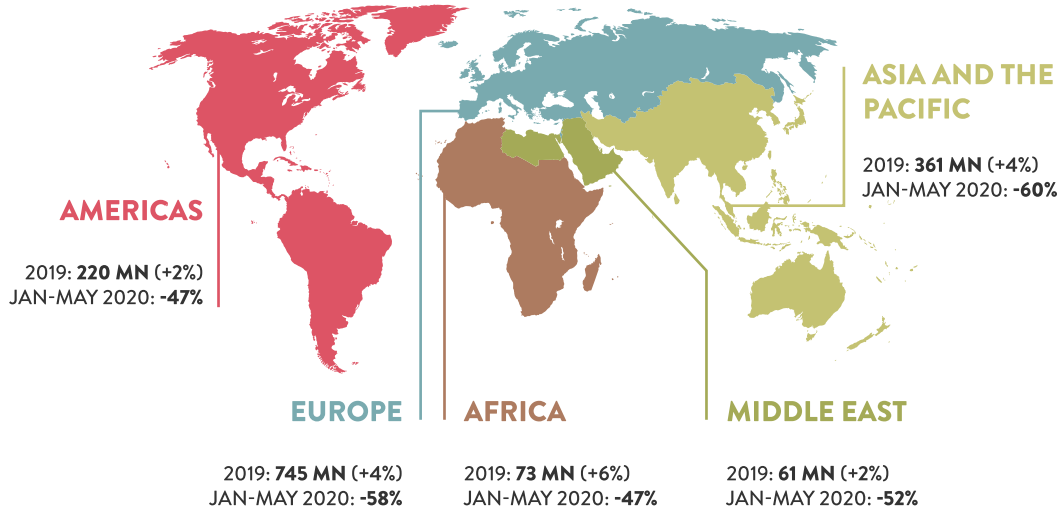 ASIA AND THE
PACIFIC
2019: 361 MN (+4%)
JAN-MAY 2020: -60%
AMERICAS
2019: 220 MN (+2%)
JAN-MAY 2020: -47%
EUROPE
2019: 745 MN (+4%)
JAN-MAY 2020: -58%
AFRICA
2019: 73 MN (+6%)
JAN-MAY 2020: -47%
MIDDLE EAST
2019: 61 MN (+2%)
JAN-MAY 2020: -52%